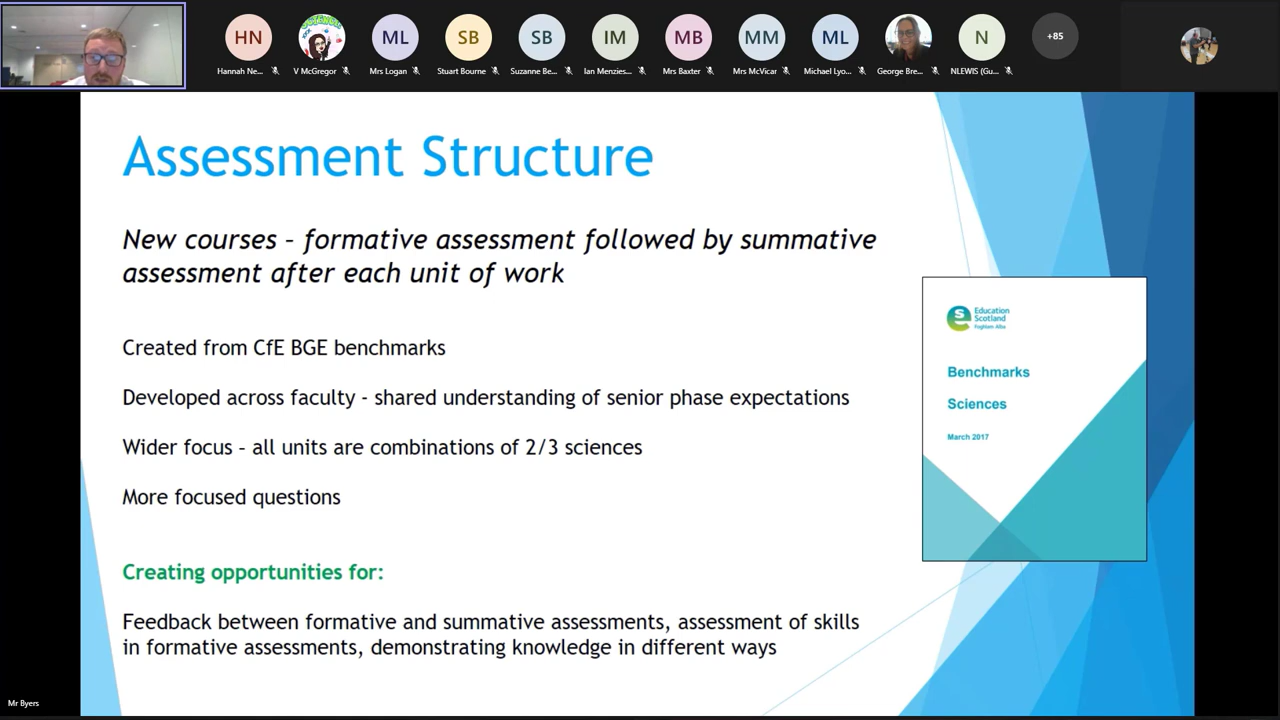 HN
ML
SB
SB
IM
MB
MM
ML
N
+85
Hannah Ne...
V McGregor
Mrs Logan
Stuart Bourne
Suzanne Be...
Ian Menzies...
Mrs Baxter
Mrs McVicar
Michael Lyo...
George Bre...
NLEWIS (Gu...
Assessment Structure
New courses – formative assessment followed by summative
assessment after each unit of work
Created from CfE BGE benchmarks
Developed across faculty - shared understanding of senior phase expectations
Wider focus – all units are combinations of 2/3 sciences
More focused questions
Creating opportunities for:
Feedback between formative and summative assessments, assessment of skills
in formative assessments, demonstrating knowledge in different ways
Education
Scotland
Foghlam Alba
Benchmarks
Sciences
March 2017
Mr Byers